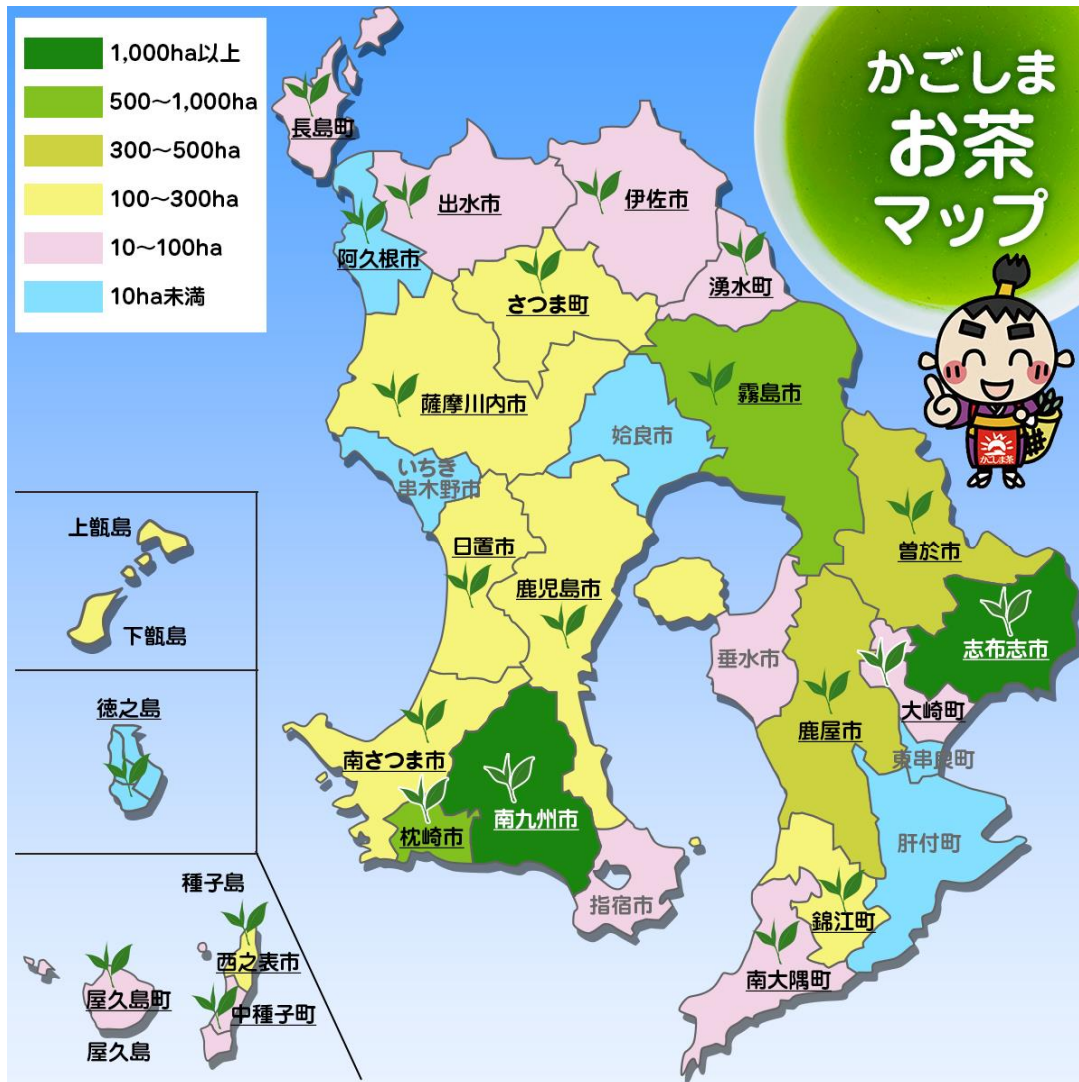 1,000ha以上
500～1,000ha
300～500ha
100～300ha
10～100ha
10ha未満
かごしま
お茶
マップ
かごしま茶
長島町
出水市
伊佐市
阿久根市
湧水町
さつま町
薩摩川内市
霧島市
姶良市
いちき
串木野市
日置市
鹿児島市
曽於市
志布志市
垂水市
大崎町
鹿屋市
東串良町
南さつま市
南九州市
枕崎市
肝付町
指宿市
錦江町
南大隅町
上甑島
下甑島
徳之島
種子島
西之表市
中種子町
屋久島町
屋久島